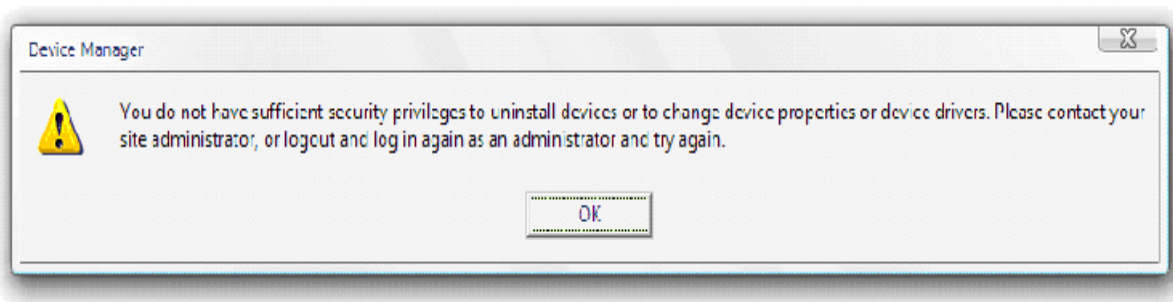 Device Manager
You do not have sufficient security privileges to uninstall devices or to change device properties or device drivers. Please contact your
site administrator, or logout and log in again as an administrator and try again.
OK